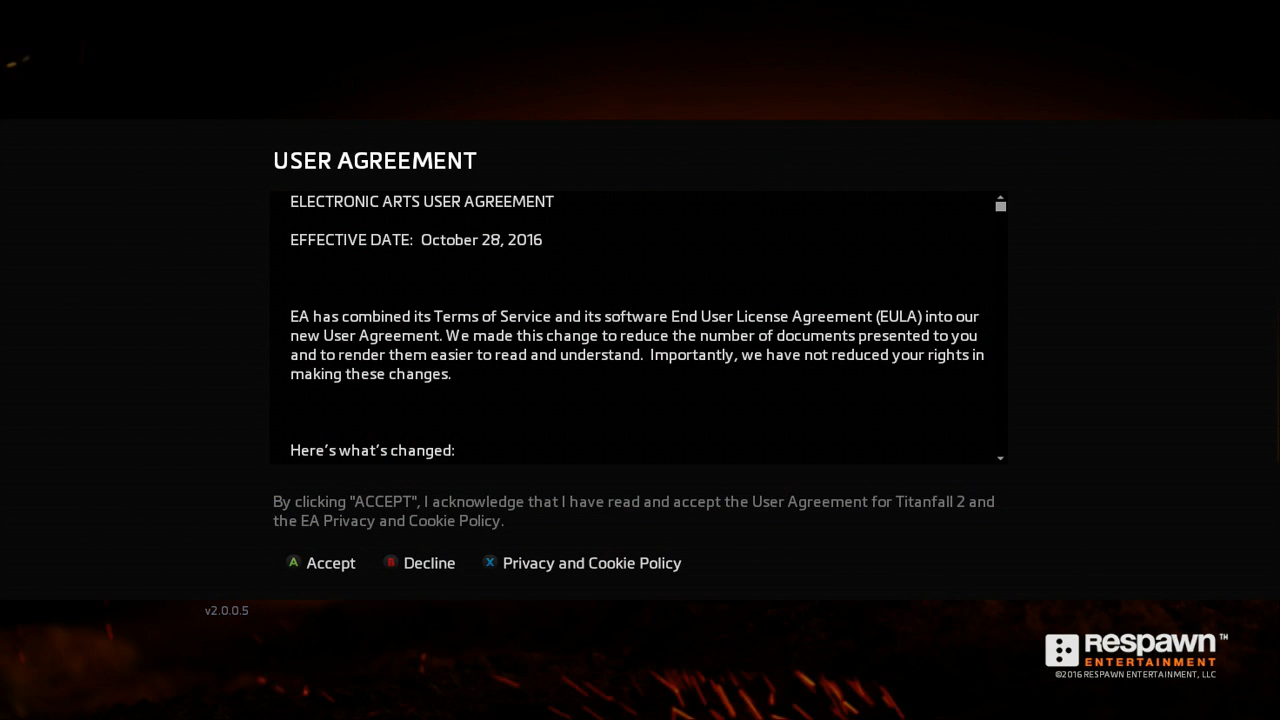 USER AGREEMENT
ELECTRONIC ARTS USER AGREEMENT
EFFECTIVE DATE:  October 28, 2016
EA has combined its Terms of Service and its software End User License Agreement (EULA) into our
new User Agreement. We made this change to reduce the number of documents presented to you
and to render them easier to read and understand.  Importantly, we have not reduced your rights in
making these changes.
Here’s what’s changed:
By clicking "ACCEPT", I acknowledge that I have read and accept the User Agreement for Titanfall 2 and
the EA Privacy and Cookie Policy.
A Accept B Decline X Privacy and Cookie Policy
v2.0.0.5
Respawn™
ENTERTAINMENT
©2016 RESPAWN ENTERTAINMENT, LLC